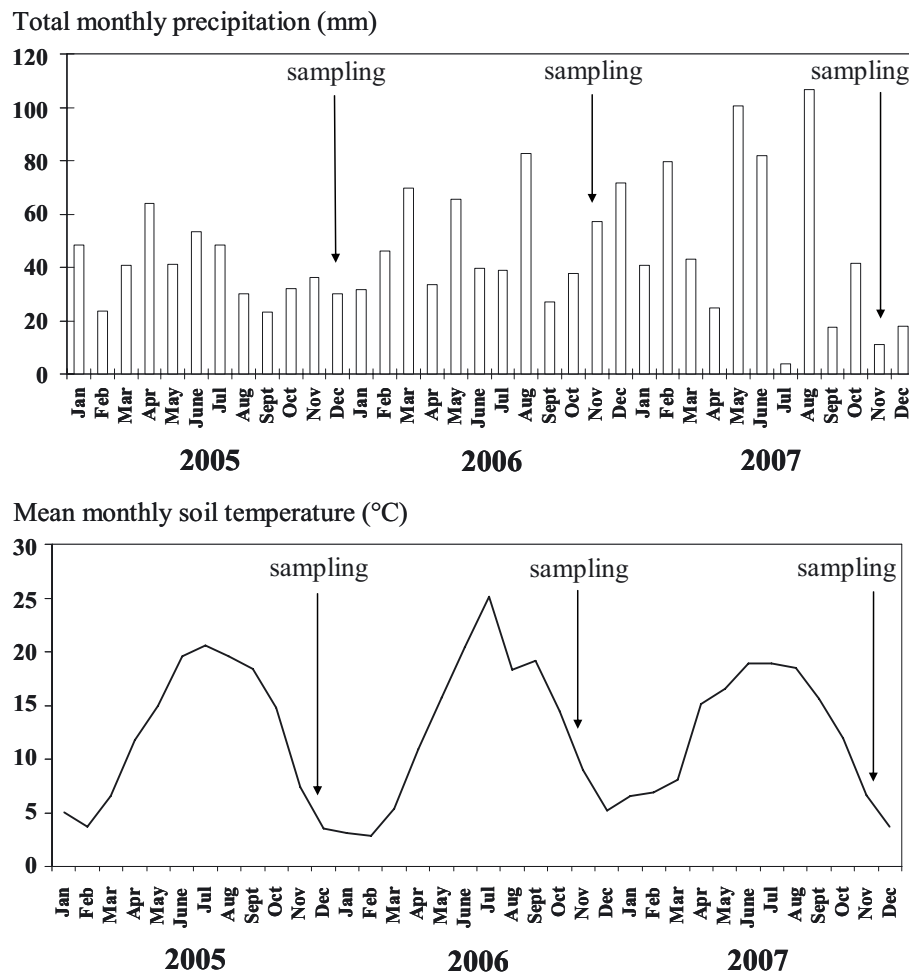 Total monthly precipitation (mm)
120
sampling sampling sampling
100
80
60
40
20
0
Jan Feb Mar Apr May June Jul Aug Sept Oct Nov Dec Jan Feb Mar Apr May June Jul Aug Sept Oct Nov Dec Jan Feb Mar Apr May June Jul Aug Sept Oct Nov Dec
2005 2006 2007
Mean monthly soil temperature (°C)
30
sampling sampling sampling
25
20
15
10
5
0
Jan Feb Mar Apr May June Jul Aug Sept Oct Nov Dec Jan Feb Mar Apr May June Jul Aug Sept Oct Nov Dec Jan Feb Mar Apr May June Jul Aug Sept Oct Nov Dec
2005 2006 2007